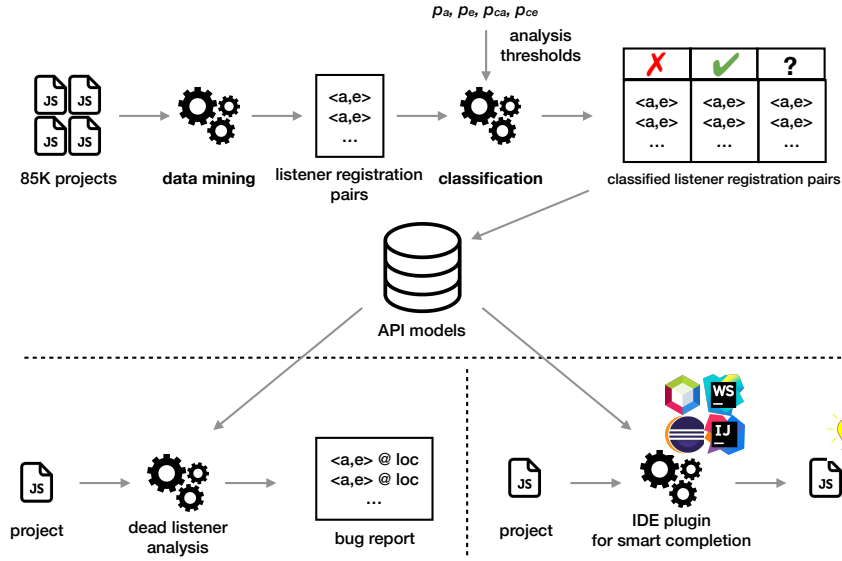 pa, pe, pca, pce
analysis
thresholds
JS JS
JS JS
<a,e>
<a,e>
...
✗ ✓ ?
<a,e> <a,e> <a,e>
<a,e> <a,e> <a,e>
... ... ...
85K projects
data mining
listener registration
pairs
classification
classified listener registration pairs
API models
WS
IJ
JS
project
dead listener
analysis
<a,e> @ loc
<a,e> @ loc
...
bug report
JS
project
IDE plugin
for smart completion
JS